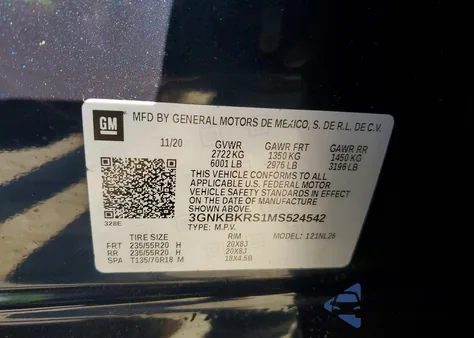 GM
MFD BY GENERAL MOTORS DE MEXICO, S. DE R.L. DE C.V.
11/20 GVWR GAWR FRT GAWR RR
2722 KG 1350 KG 1450 KG
6001 LB 2976 LB 3196 LB
THIS VEHICLE CONFORMS TO ALL
APPLICABLE U.S. FEDERAL MOTOR
VEHICLE SAFETY STANDARDS IN EFFECT
ON THE DATE OF MANUFACTURE
SHOWN ABOVE.
3GNKBKRS1MS524542
328E TYPE: M.P.V. MODEL: 121NL26
TIRE SIZE RIM
FRT 235/55R20 H 20X8J
RR 235/55R20 H 20X8J
SPA T135/70R18 M 18X4.5B